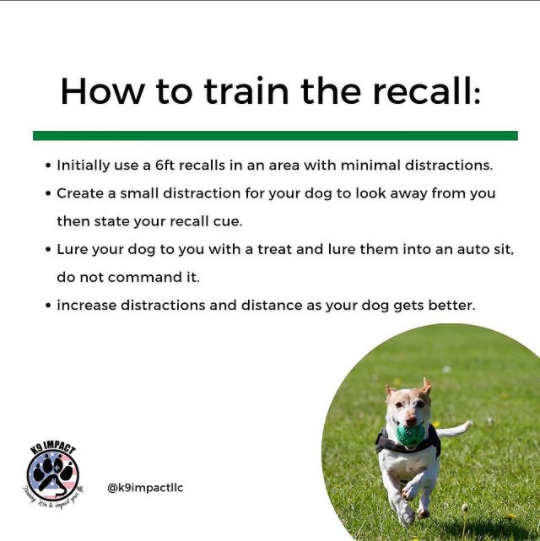 How to train the recall:
• Initially use a 6ft recalls in an area with minimal distractions.
• Create a small distraction for your dog to look away from you
then state your recall cue.
• Lure your dog to you with a treat and lure them into an auto sit,
do not command it.
• increase distractions and distance as your dog gets better.
K9 IMPACT
@k9impactllc